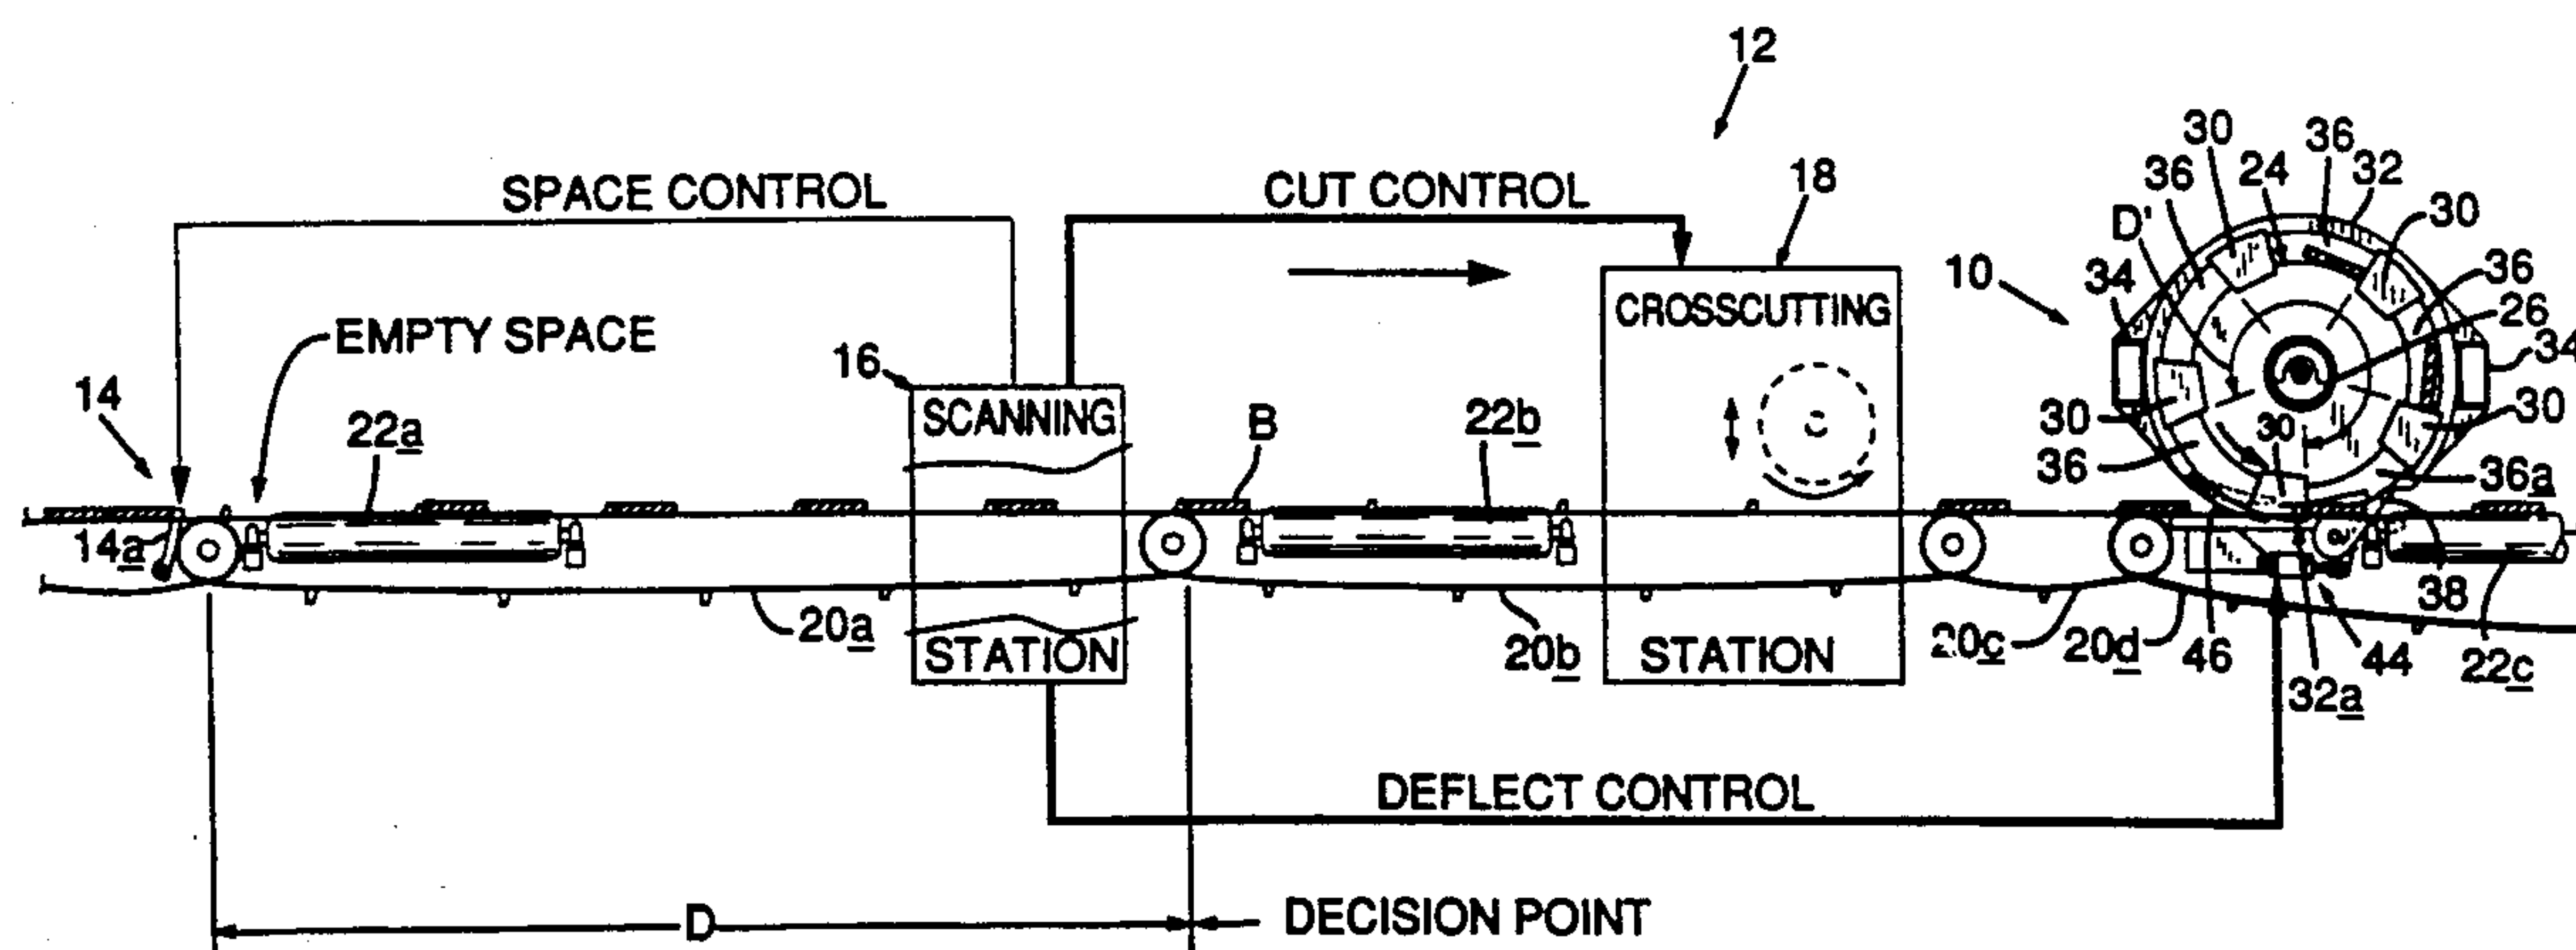 12
SPACE CONTROL
CUT CONTROL
18
30
36
36
24
32
30
D'
10
34
36
26
34
EMPTY SPACE
CROSSCUTTING
16
SCANNING
14
22a
B
22b
30
30
30
36
36a
14a
20a
STATION
20b
STATION
20c
20d
46
32a
44
38
22c
DEFLECT CONTROL
D
DECISION POINT